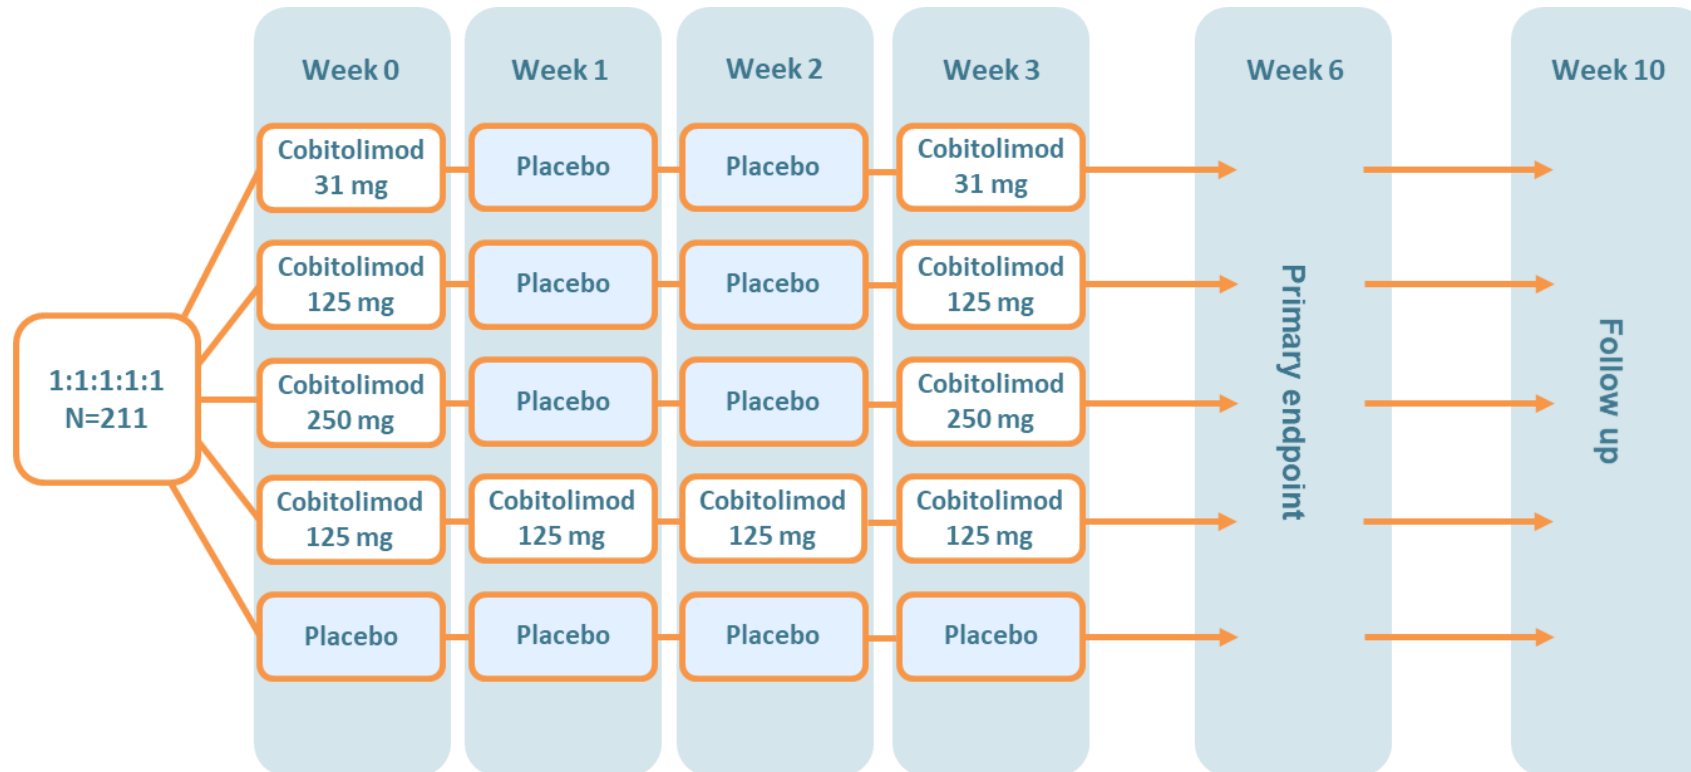 Week 0
Week 1
Week 2
Week 3
Week 6
Week 10
1:1:1:1:1
N=211
Cobitolimod
31 mg
Placebo
Placebo
Cobitolimod
31 mg
Cobitolimod
125 mg
Placebo
Placebo
Cobitolimod
125 mg
Cobitolimod
250 mg
Placebo
Placebo
Cobitolimod
250 mg
Cobitolimod
125 mg
Cobitolimod
125 mg
Cobitolimod
125 mg
Cobitolimod
125 mg
Placebo
Placebo
Placebo
Placebo
Primary endpoint
Follow up